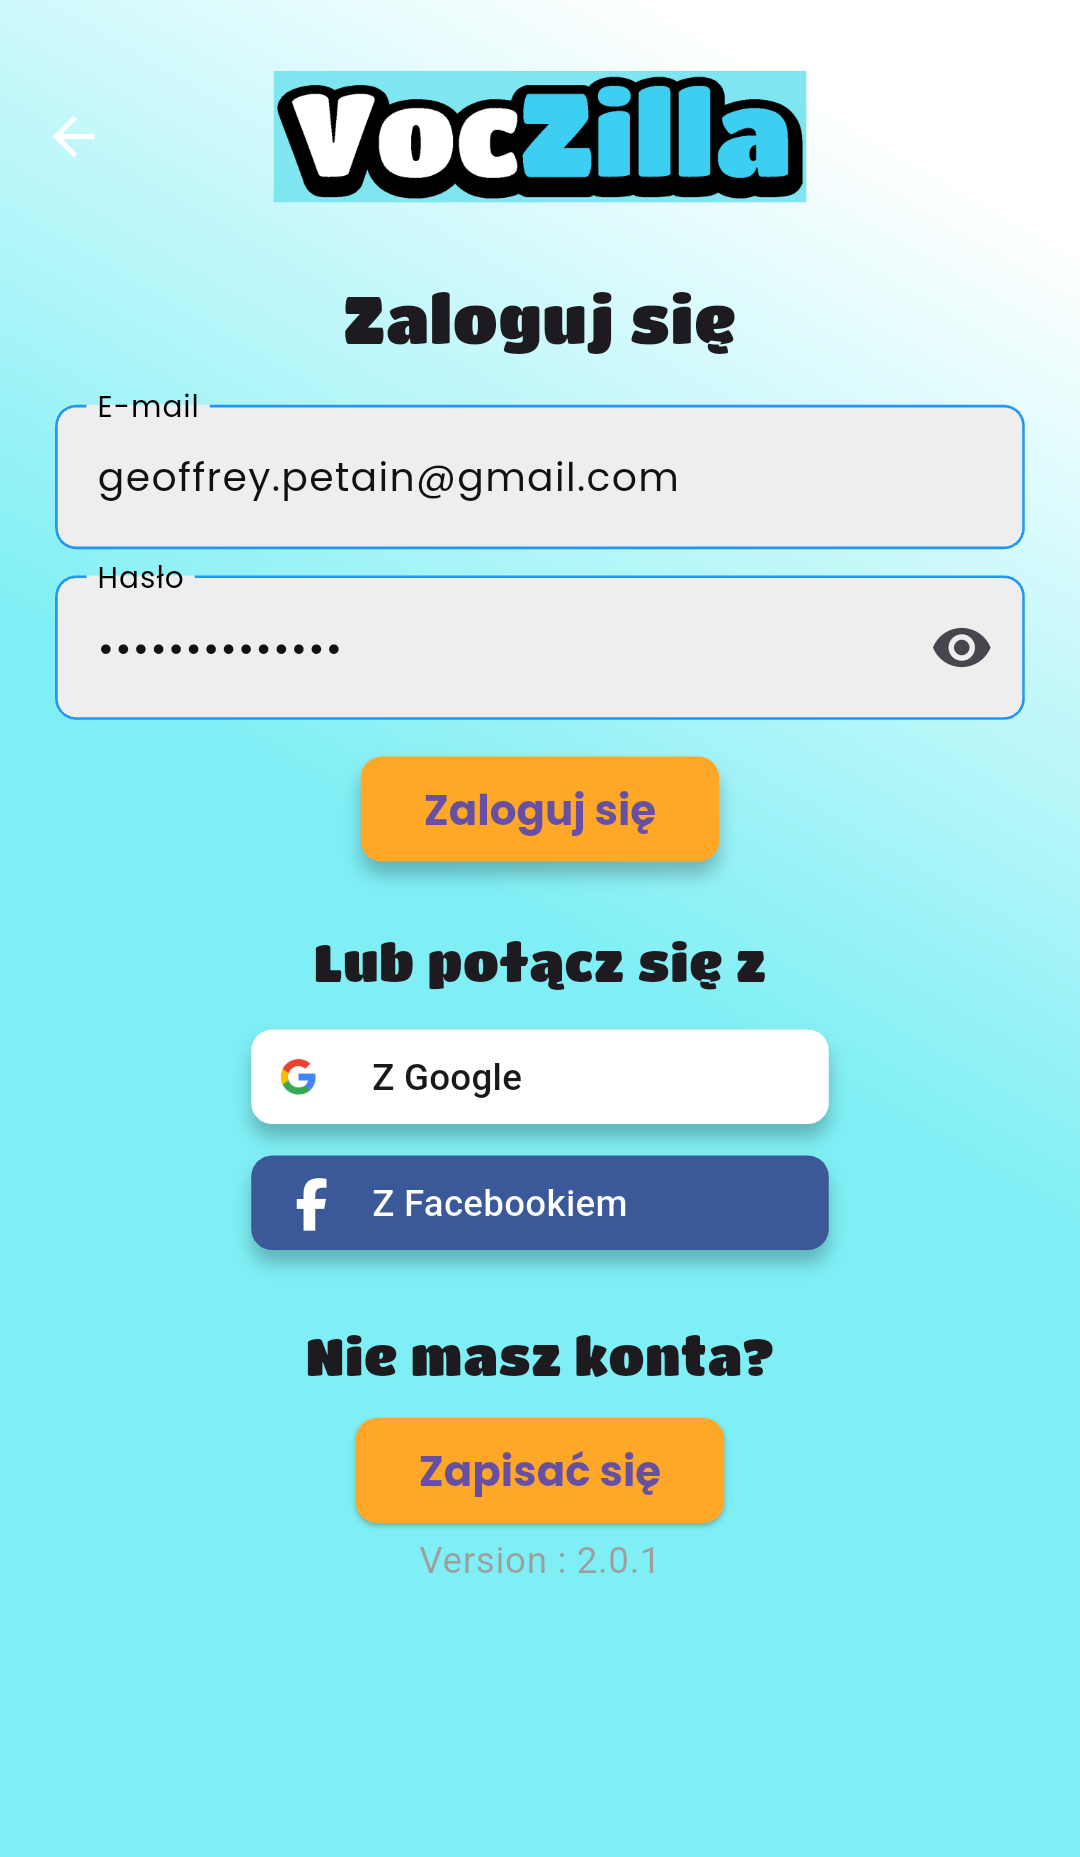 VocZilla
Zaloguj się
E-mail
geoffrey.petain@gmail.com
Hasło
••••••••••••••
Zaloguj się
Lub połącz się z
Z Google
Z Facebookiem
Nie masz konta?
Zapisać się
Version : 2.0.1